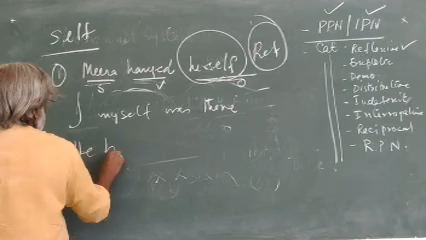 Self
① Meera hanged herself Ref
I myself was there
He h
- PPN/IPN
- Cat. Reflexive
- Emphatic
- Demo
- Distributive
- Indefinite
- Interrogative
- Reciprocal
- R.P.N.